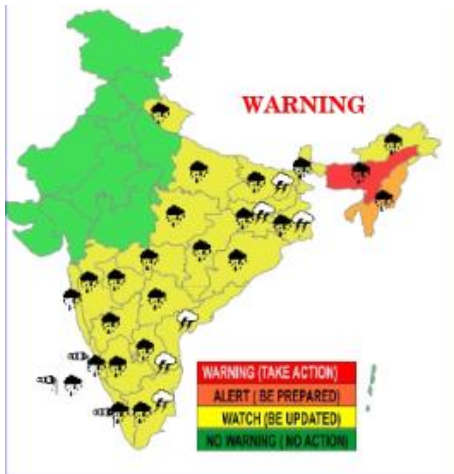 WARNING
WARNING (TAKE ACTION)
ALERT ( BE PREPARED)
WATCH (BE UPDATED)
NO WARNING ( NO ACTION)